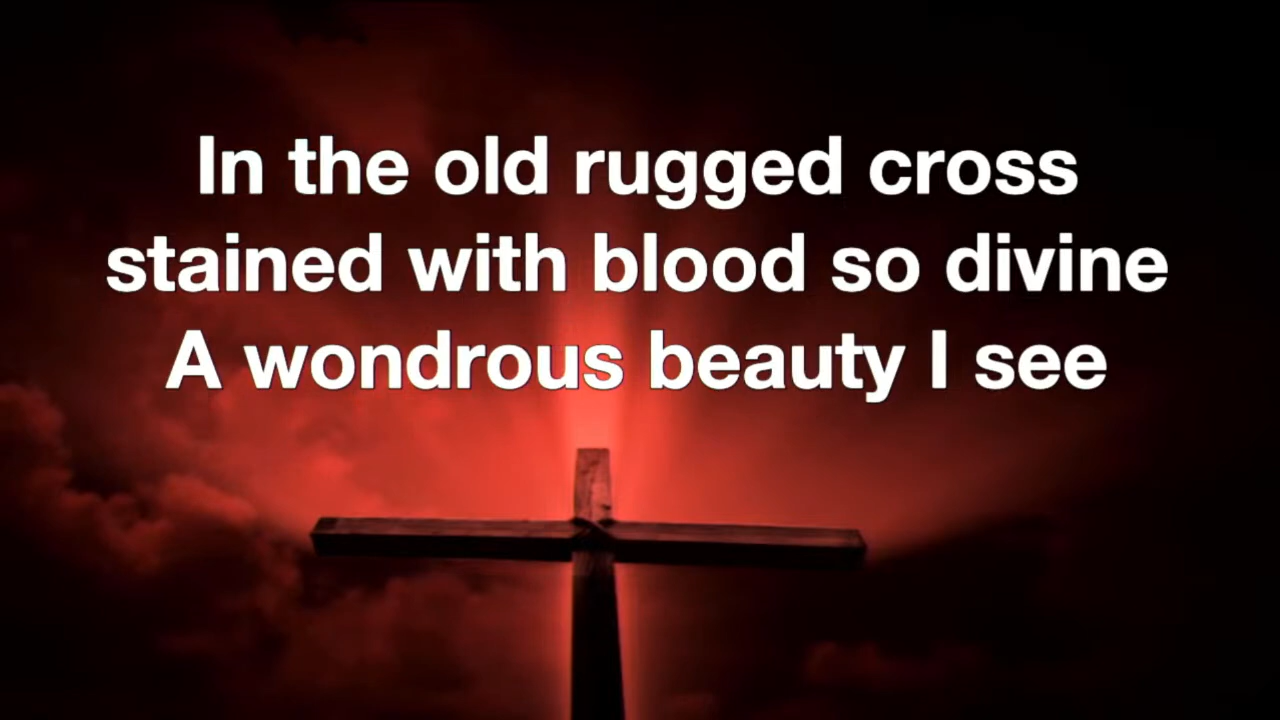 In the old rugged cross
stained with blood so divine
A wondrous beauty I see